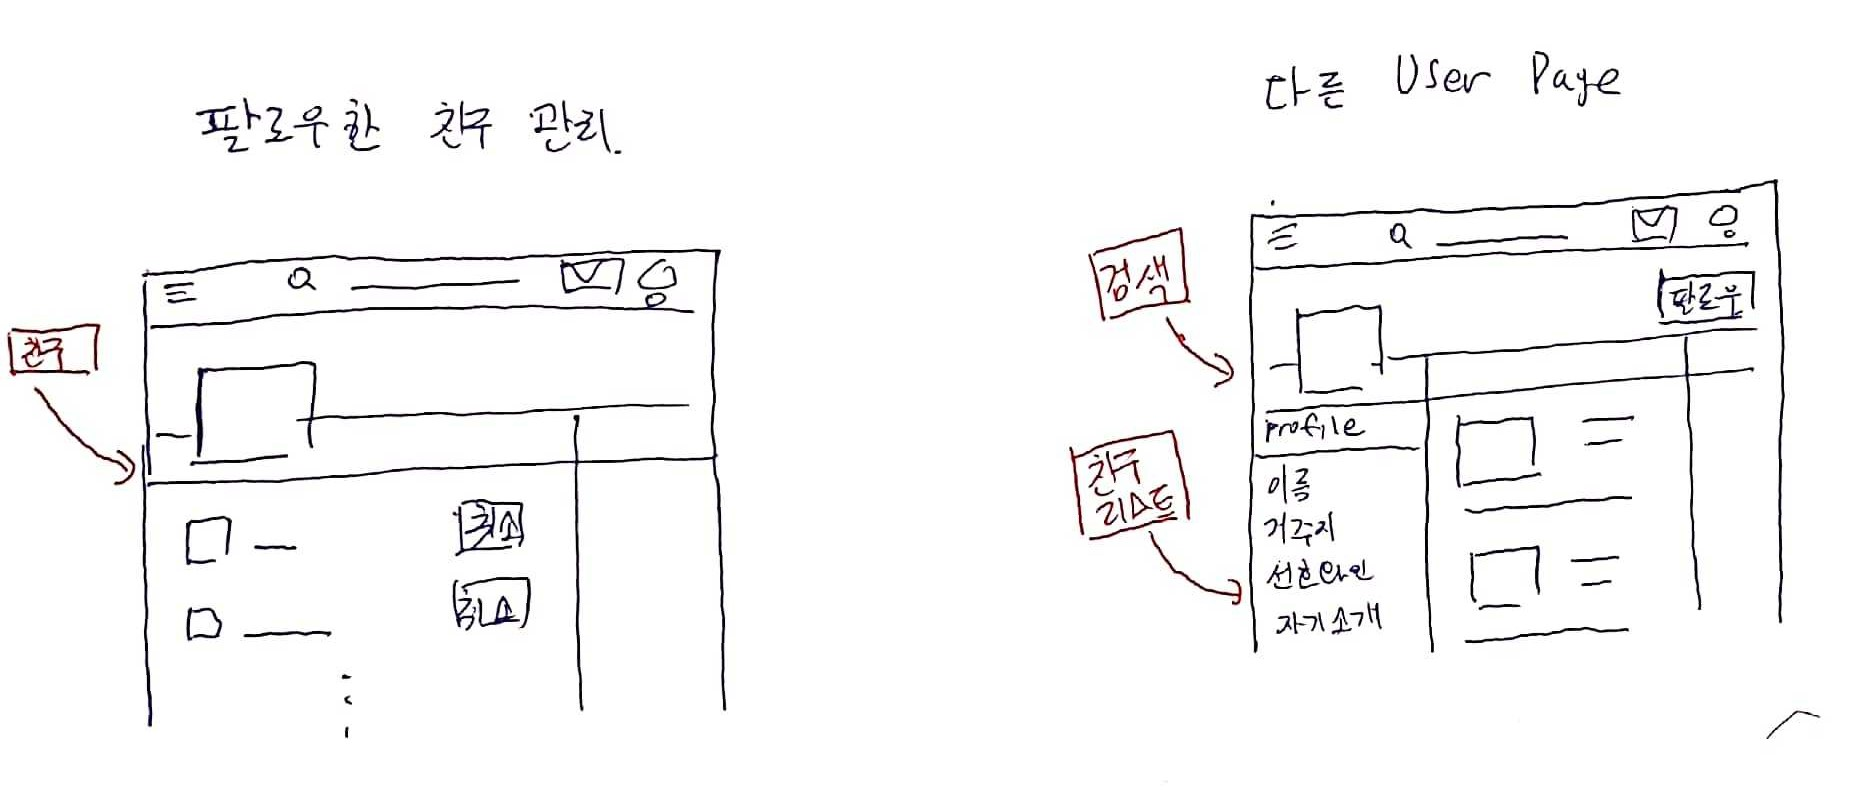 팔로우한 친구 관리.
친구
취소
취소
다른 User Page
검색
팔로우
profile
친구
리스트
이름
거주지
선호라인
자기소개